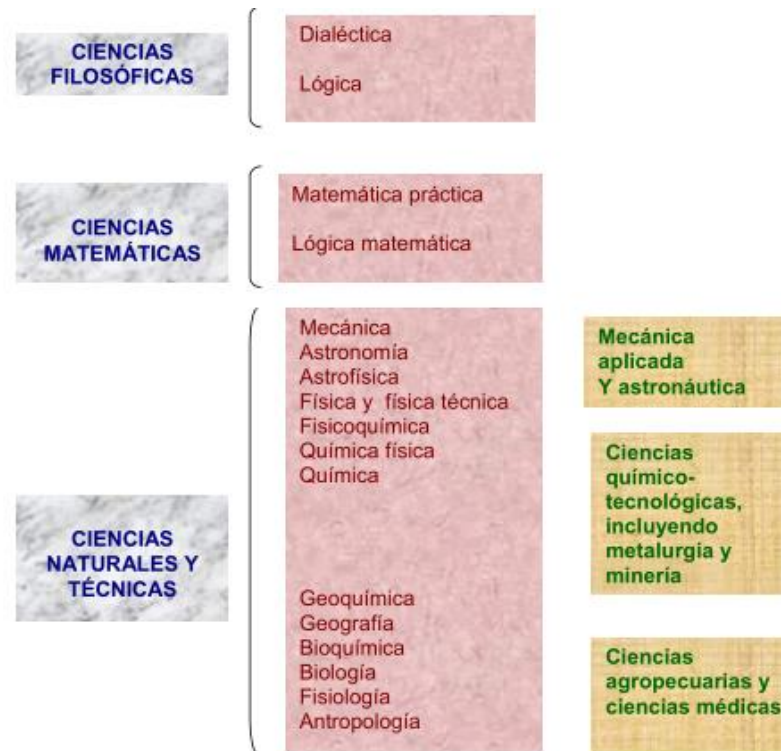 CIENCIAS
FILOSÓFICAS
Dialéctica
Lógica
CIENCIAS
MATEMÁTICAS
Matemática práctica
Lógica matemática
CIENCIAS
NATURALES Y
TÉCNICAS
Mecánica
Astronomía
Astrofísica
Física y física técnica
Fisicoquímica
Química física
Química
Geoquímica
Geografía
Bioquímica
Biología
Fisiología
Antropología
Mecánica
aplicada
Y astronáutica
Ciencias
químico-
tecnológicas,
incluyendo
metalurgia y
minería
Ciencias
agropecuarias y
ciencias médicas